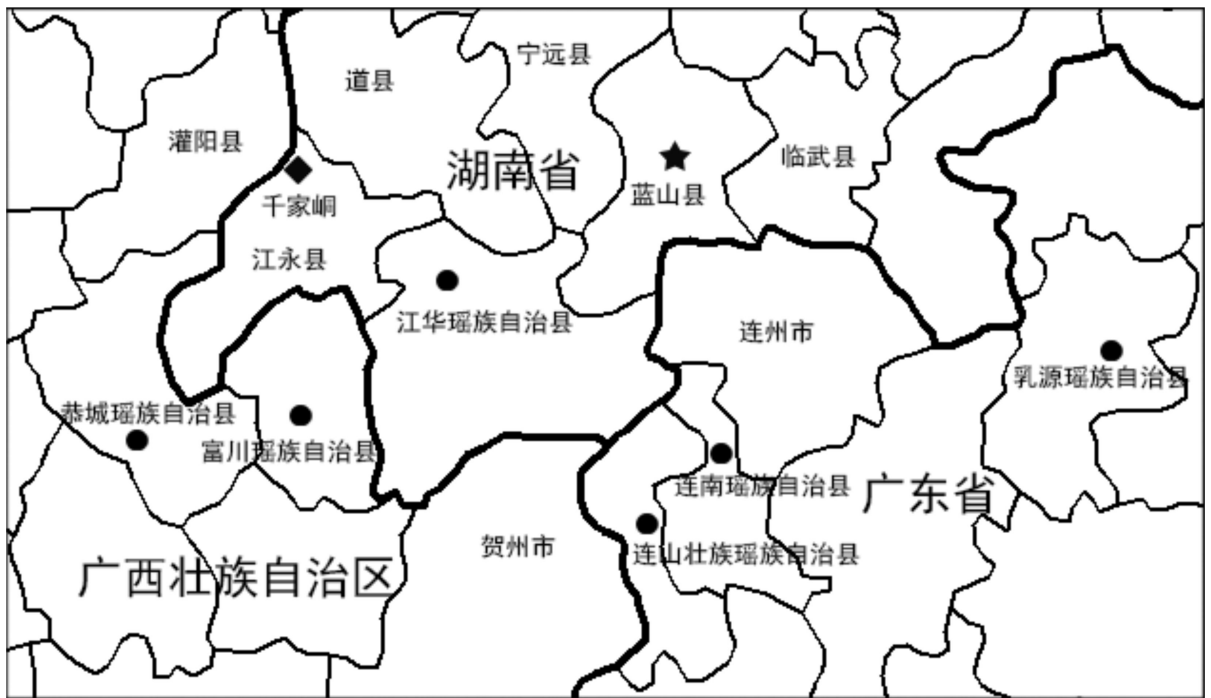 宁远县
道县
灌阳县
临武县
湖南省
蓝山县
千家峒
江永县
江华瑶族自治县
连州市
乳源瑶族自治县
恭城瑶族自治县
富川瑶族自治县
连南瑶族自治县
广东省
贺州市
连山壮族瑶族自治县
广西壮族自治区